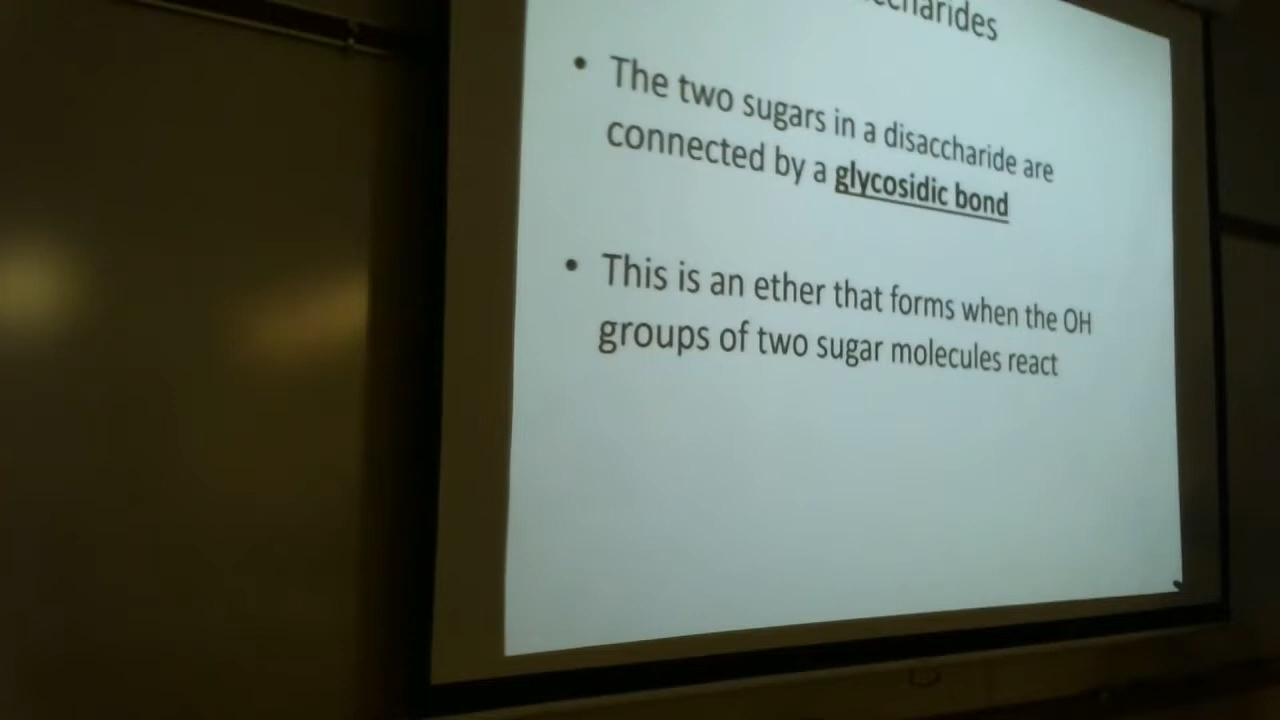 • The two sugars in a disaccharide are
connected by a glycosidic bond
• This is an ether that forms when the OH
groups of two sugar molecules react